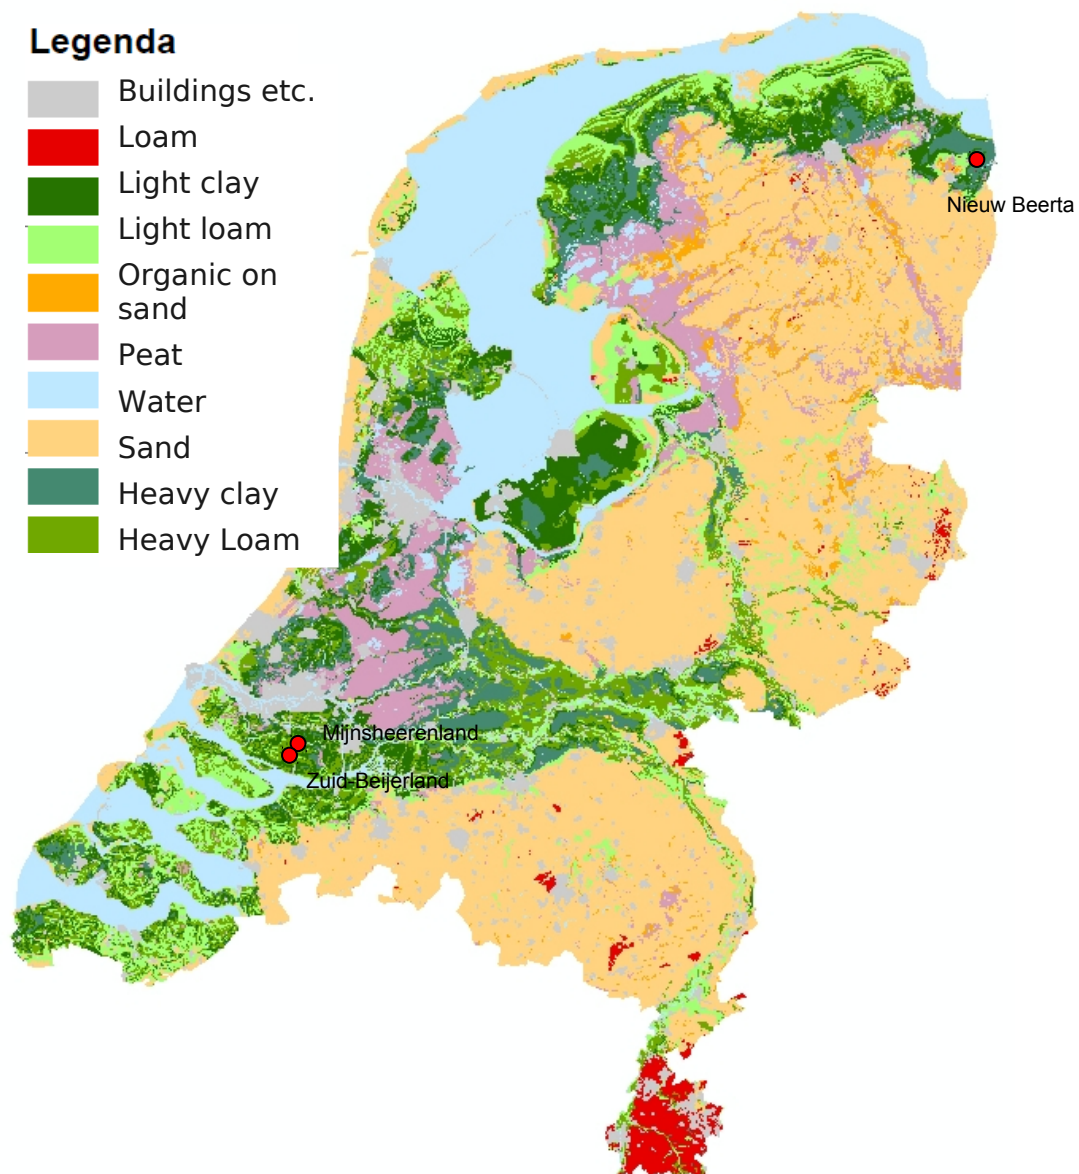 Legenda
Buildings etc.
Loam
Light clay
Light loam
Organic on
sand
Peat
Water
Sand
Heavy clay
Heavy Loam
Nieuw Beerta
Mijnsheerenland
Zuid-Beijerland